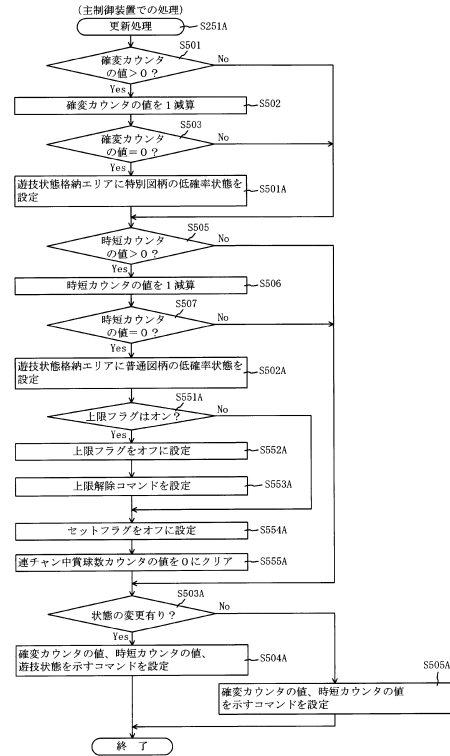 (主制御装置での処理)
更新処理
S251A
S501
確変カウンタ
の値>0?
No
Yes
確変カウンタの値を1減算
S502
S503
確変カウンタ
の値=0?
No
Yes
遊技状態格納エリアに特別図柄の低確率状態を
設定
S501A
S505
時短カウンタ
の値>0?
No
Yes
時短カウンタの値を1減算
S506
S507
時短カウンタ
の値=0?
No
Yes
遊技状態格納エリアに普通図柄の低確率状態を
設定
S502A
S551A
上限フラグはオン?
No
Yes
上限フラグをオフに設定
S552A
上限解除コマンドを設定
S553A
セットフラグをオフに設定
S554A
連チャン中賞球数カウンタの値を0にクリア
S555A
S503A
状態の変更有り?
No
Yes
確変カウンタの値、時短カウンタの値、
遊技状態を示すコマンドを設定
S504A
S505A
確変カウンタの値、時短カウンタの値
を示すコマンドを設定
終 了